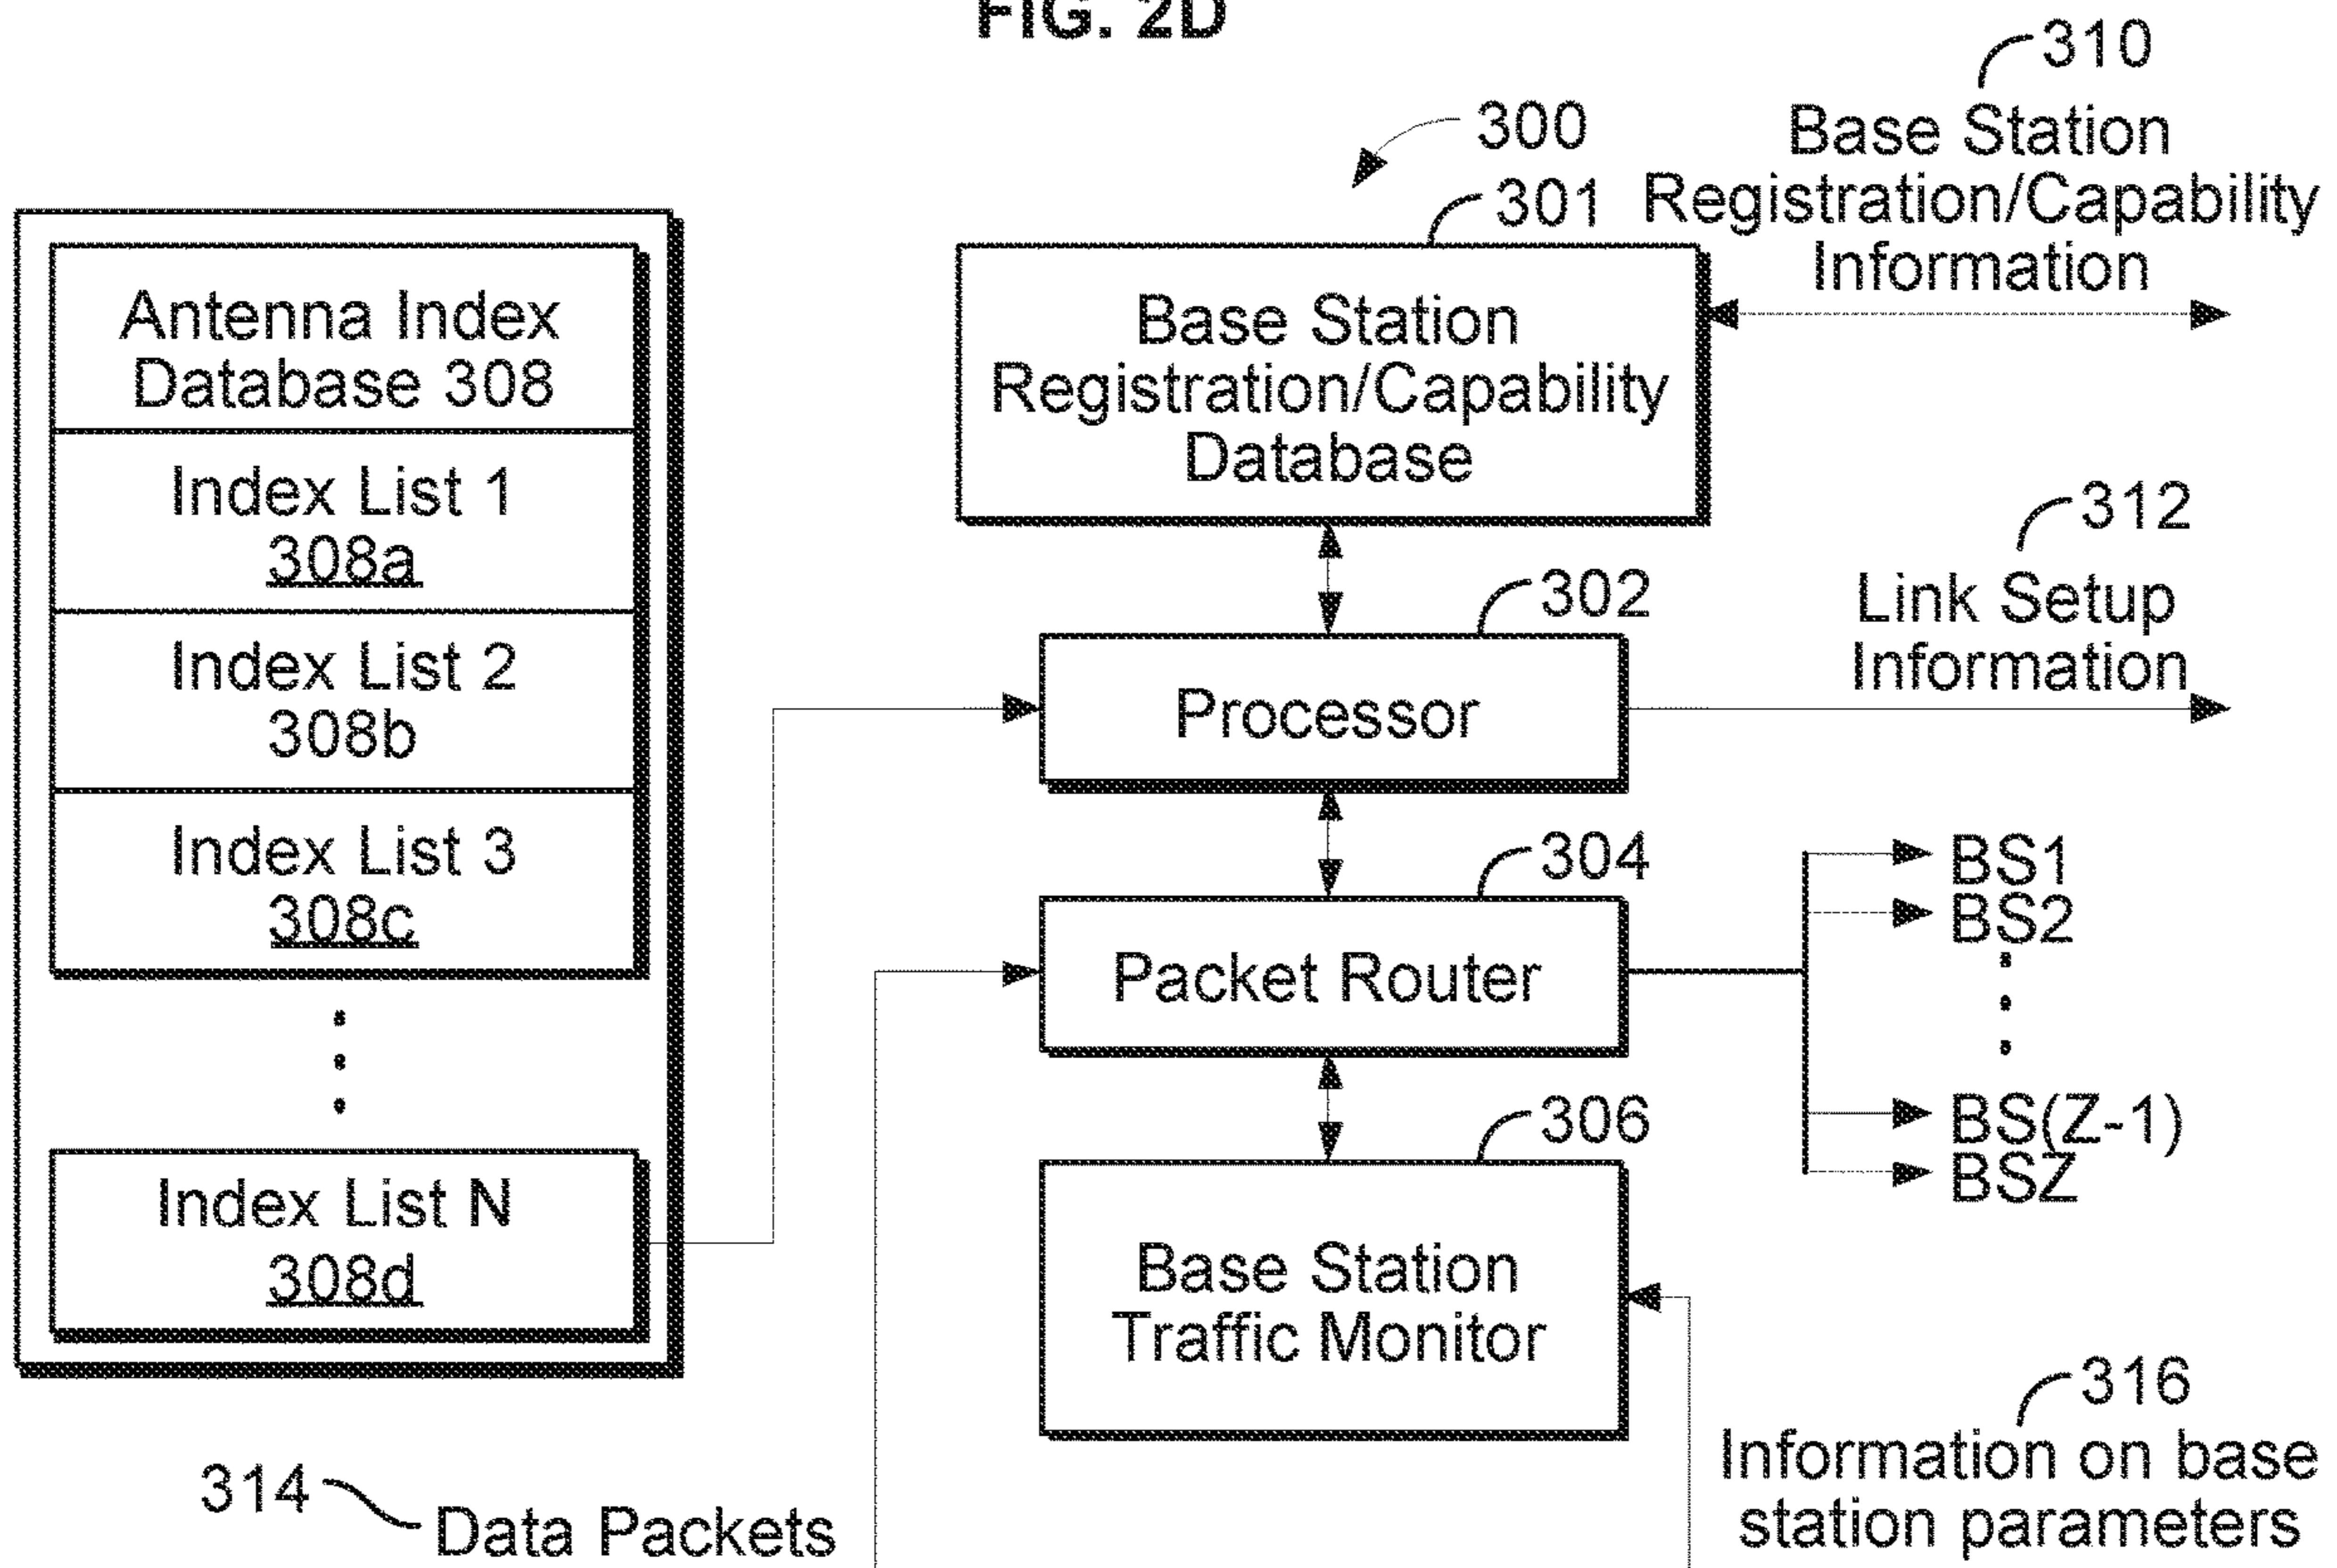 FIG. 2D
310
Base Station
Registration/Capability
Information
300
301
Base Station
Registration/Capability
Database
Antenna Index
Database 308
Index List 1
308a
Index List 2
308b
Index List 3
308c
Index List N
308d
312
Link Setup
Information
302
Processor
304
Packet Router
BS1
BS2
BS(Z-1)
BSZ
306
Base Station
Traffic Monitor
316
Information on base
station parameters
314
Data Packets